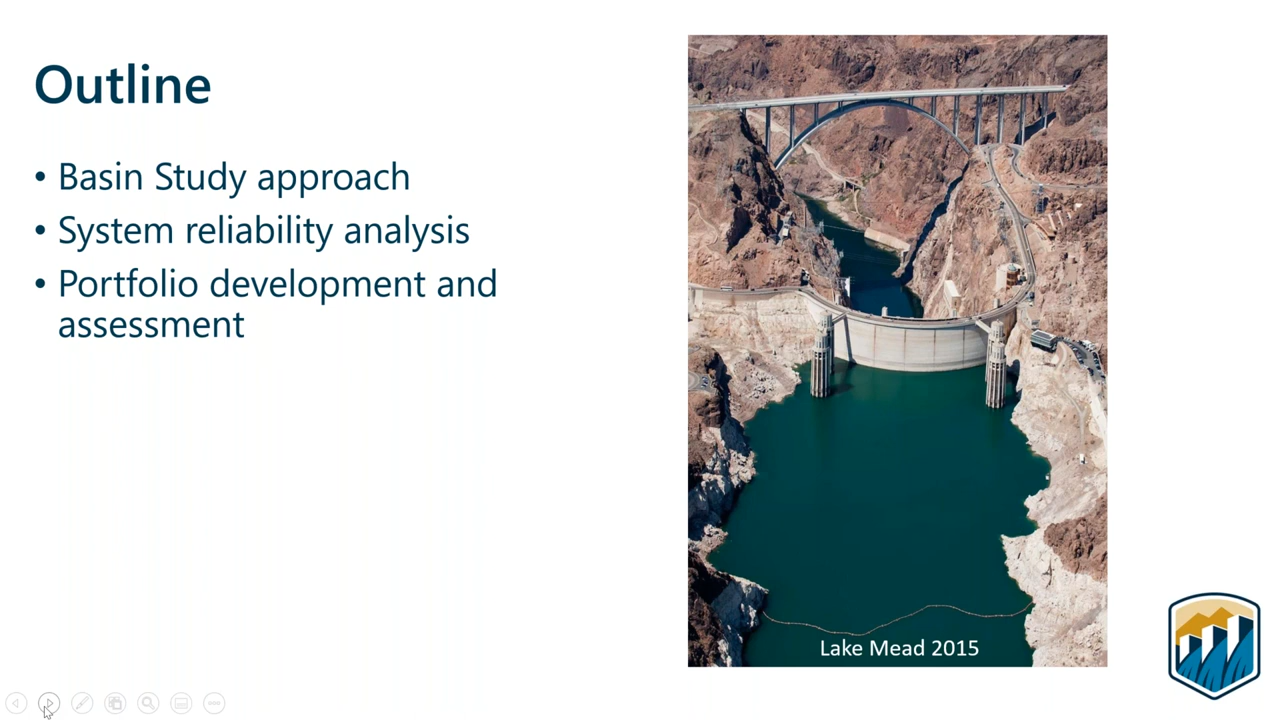 Outline
• Basin Study approach
• System reliability analysis
• Portfolio development and
assessment
Lake Mead 2015